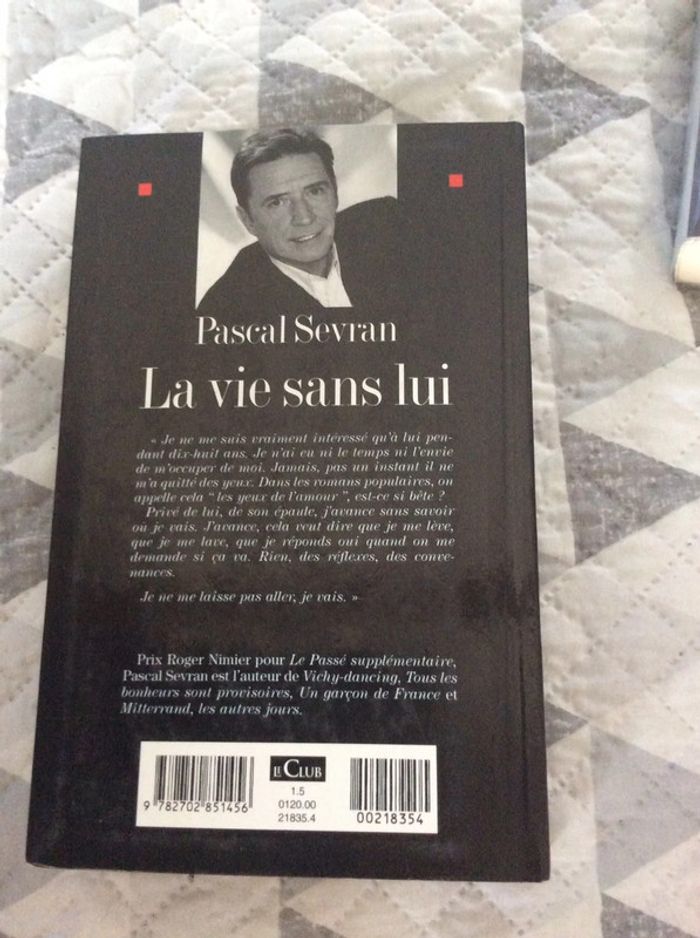 Pascal Sevran
La vie sans lui
« Je ne me suis vraiment intéressé qu'à lui pen-
dant dix-huit ans. Je n'ai eu ni le temps ni l'envie
de m'occuper de moi. Jamais, pas un instant il ne
m'a quitté des yeux. Dans les romans populaires, on
appelle cela “ les yeux de l'amour ”, est-ce si bête ?
Privé de lui, de son épaule, j'avance sans savoir
où je vais. J'avance, cela veut dire que je me lève,
que je me lave, que je réponds oui quand on me
demande si ça va. Rien, des réflexes, des conve-
nances.
Je ne me laisse pas aller, je vais. »
Prix Roger Nimier pour Le Passé supplémentaire,
Pascal Sevran est l'auteur de Vichy-dancing, Tous les
bonheurs sont provisoires, Un garçon de France et
Mitterrand, les autres jours.
LE CLUB
1.5
0120.00
21835.4
9 782702 851456
00218354